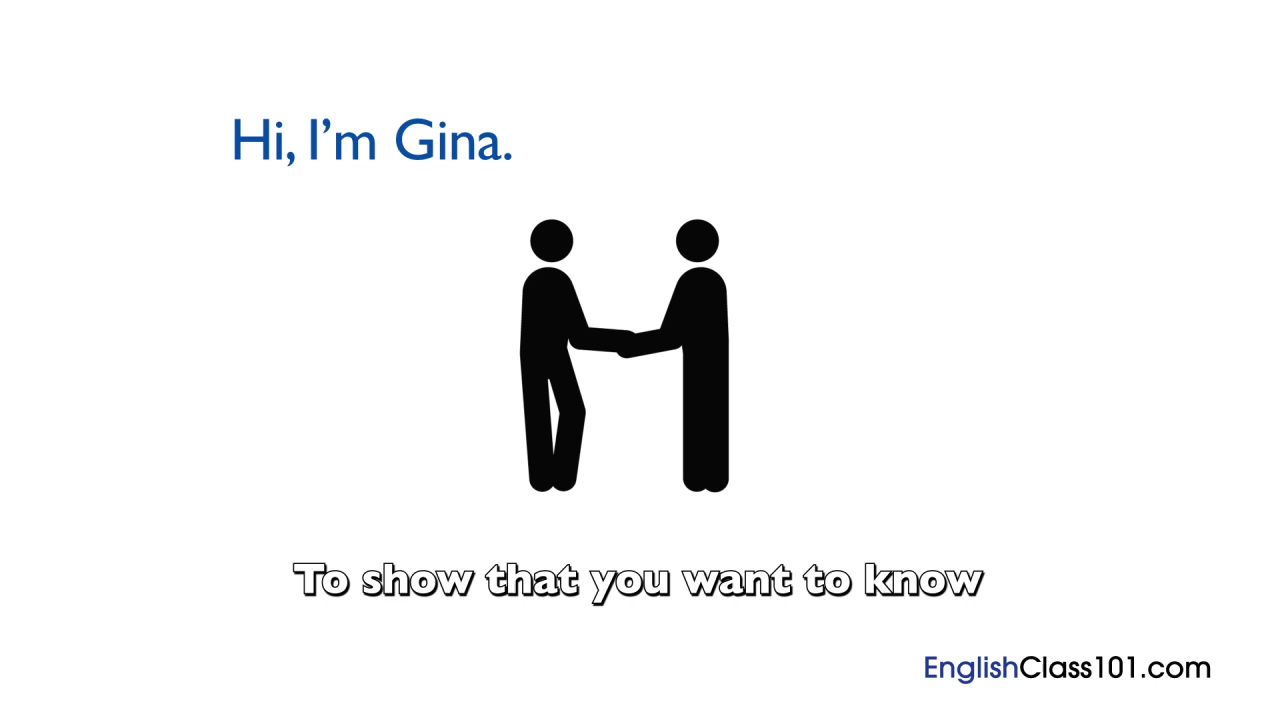 Hi, I’m Gina.
To show that you want to know
EnglishClass101.com